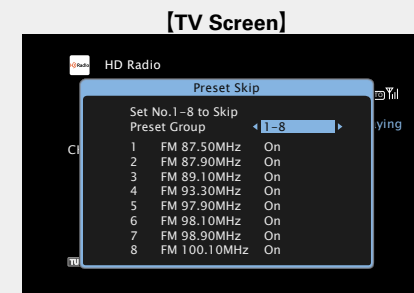 【TV Screen】
HD Radio
Preset Skip
Set No.1-8 to Skip
Preset Group 1-8
ying
1 FM 87.50MHz On
2 FM 87.90MHz On
3 FM 89.10MHz On
4 FM 93.30MHz On
5 FM 97.90MHz On
6 FM 98.10MHz On
7 FM 98.90MHz On
8 FM 100.10MHz On